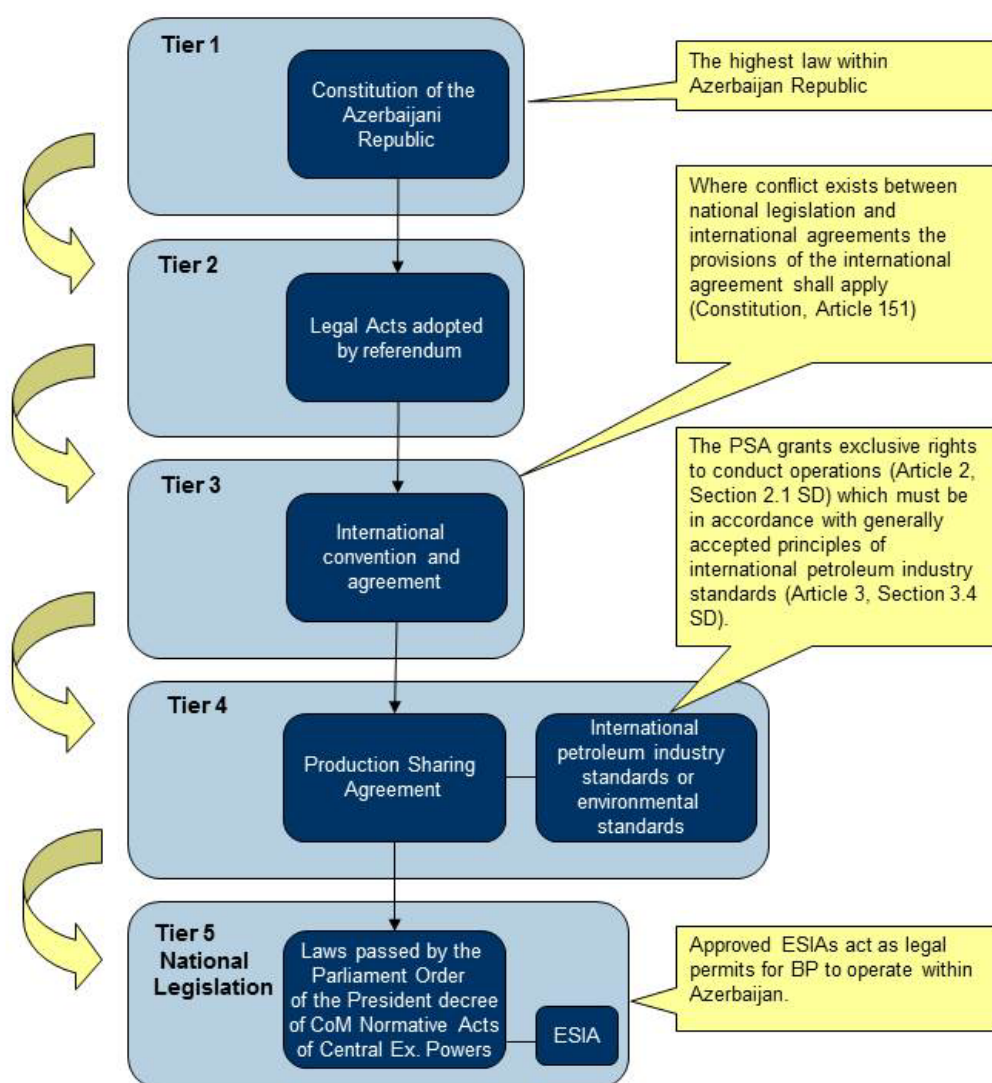 Tier 1
Constitution of the
Azerbaijani
Republic
The highest law within
Azerbaijan Republic
Tier 2
Legal Acts adopted
by referendum
Where conflict exists between
national legislation and
international agreements the
provisions of the international
agreement shall apply
(Constitution, Article 151)
Tier 3
International
convention and
agreement
The PSA grants exclusive rights
to conduct operations (Article 2,
Section 2.1 SD) which must be
in accordance with generally
accepted principles of
international petroleum industry
standards (Article 3, Section 3.4
SD).
Tier 4
Production Sharing
Agreement
International
petroleum industry
standards or
environmental
standards
Tier 5
National
Legislation
Laws passed by the
Parliament Order
of the President decree
of CoM Normative Acts
of Central Ex. Powers
ESIA
Approved ESIAs act as legal
permits for BP to operate within
Azerbaijan.